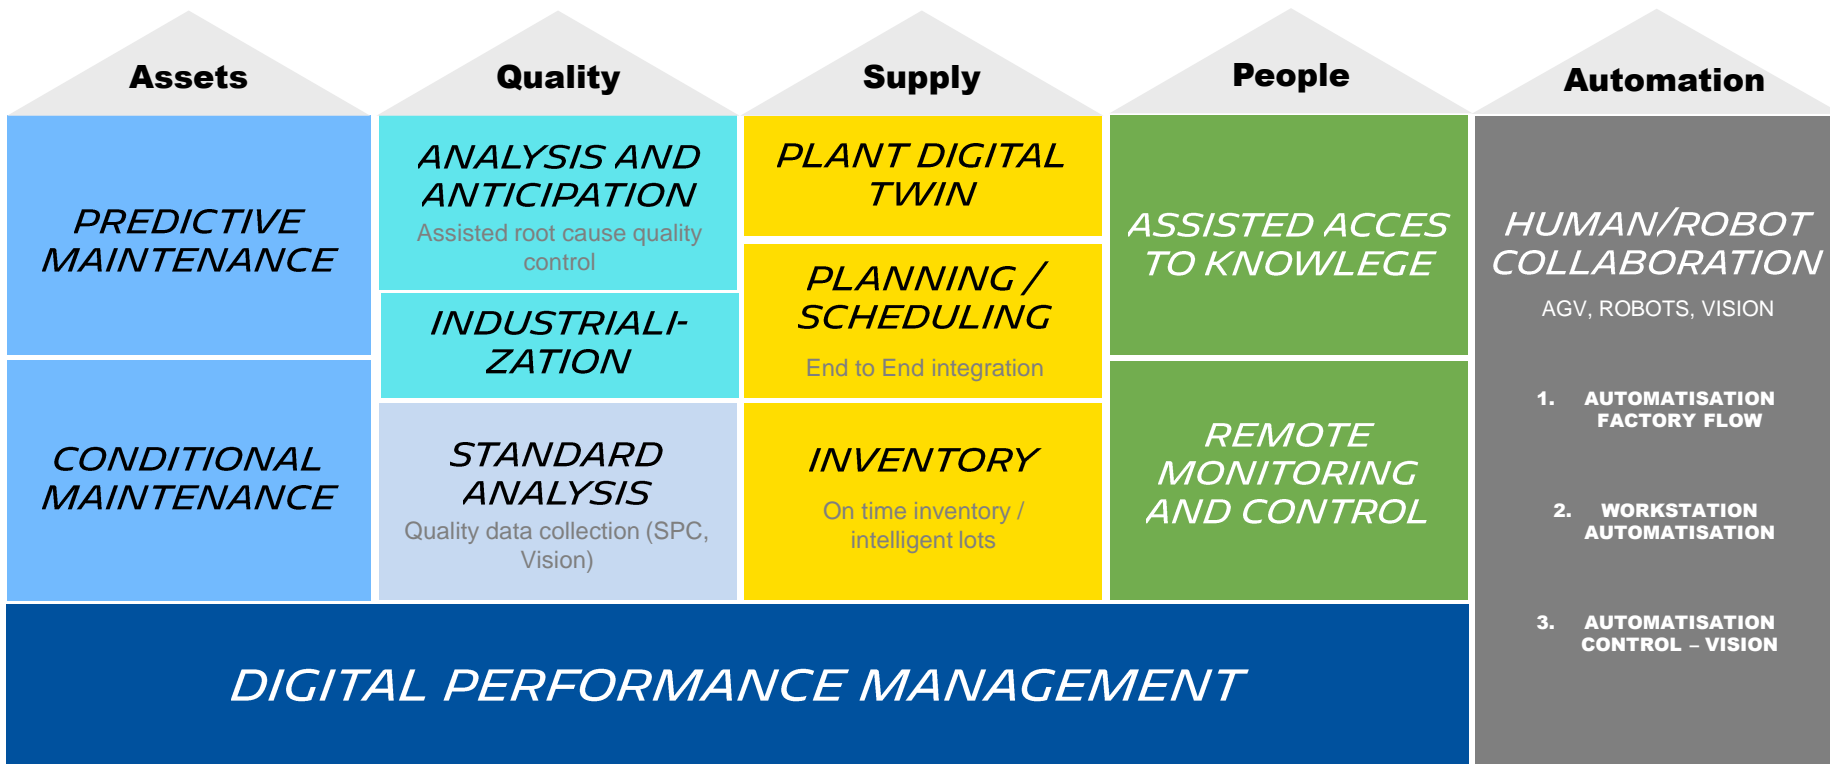 Assets
Quality
Supply
People
Automation
PREDICTIVE
MAINTENANCE
CONDITIONAL
MAINTENANCE
ANALYSIS AND
ANTICIPATION
Assisted root cause quality
control
INDUSTRIALI-
ZATION
STANDARD
ANALYSIS
Quality data collection (SPC,
Vision)
PLANT DIGITAL
TWIN
PLANNING /
SCHEDULING
End to End integration
INVENTORY
On time inventory /
intelligent lots
ASSISTED ACCES
TO KNOWLEGE
REMOTE
MONITORING
AND CONTROL
HUMAN/ROBOT
COLLABORATION
AGV, ROBOTS, VISION
1. AUTOMATISATION
FACTORY FLOW
2. WORKSTATION
AUTOMATISATION
3. AUTOMATISATION
CONTROL – VISION
DIGITAL PERFORMANCE MANAGEMENT